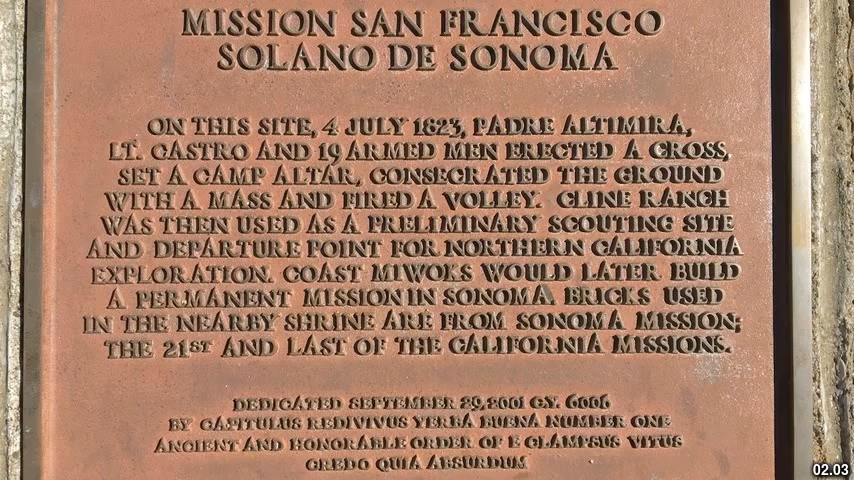 MISSION SAN FRANCISCO
SOLANO DE SONOMA
ON THIS SITE, 4 JULY 1823, PADRE ALTIMIRA,
LT. CASTRO AND 19 ARMED MEN ERECTED A CROSS,
SET A CAMP ALTAR, CONSECRATED THE GROUND
WITH A MASS AND FIRED A VOLLEY. CLINE RANCH
WAS THEN USED AS A PRELIMINARY SCOUTING SITE
AND DEPARTURE POINT FOR NORTHERN CALIFORNIA
EXPLORATION. COAST MIWOKS WOULD LATER BUILD
A PERMANENT MISSION IN SONOMA. BRICKS USED
IN THE NEARBY SHRINE ARE FROM SONOMA MISSION;
THE 21ST AND LAST OF THE CALIFORNIA MISSIONS.
DEDICATED SEPTEMBER 29, 2001 C.Y. 6006
BY CAPITULUS REDIVIVUS YERBA BUENA NUMBER ONE
ANCIENT AND HONORABLE ORDER OF E CLAMPSUS VITUS
CREDO QUIA ABSURDUM
02.03